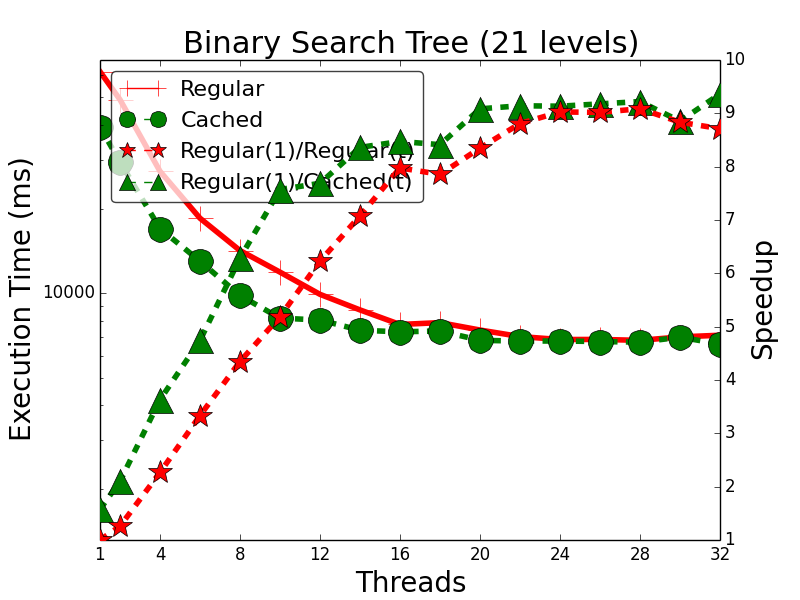 Binary Search Tree (21 levels)
Regular
Cached
Regular(1)/Regular(t)
Regular(1)/Cached(t)
Execution Time (ms)
10000
Speedup
10
9
8
7
6
5
4
3
2
1
1 4 8 12 16 20 24 28 32
Threads